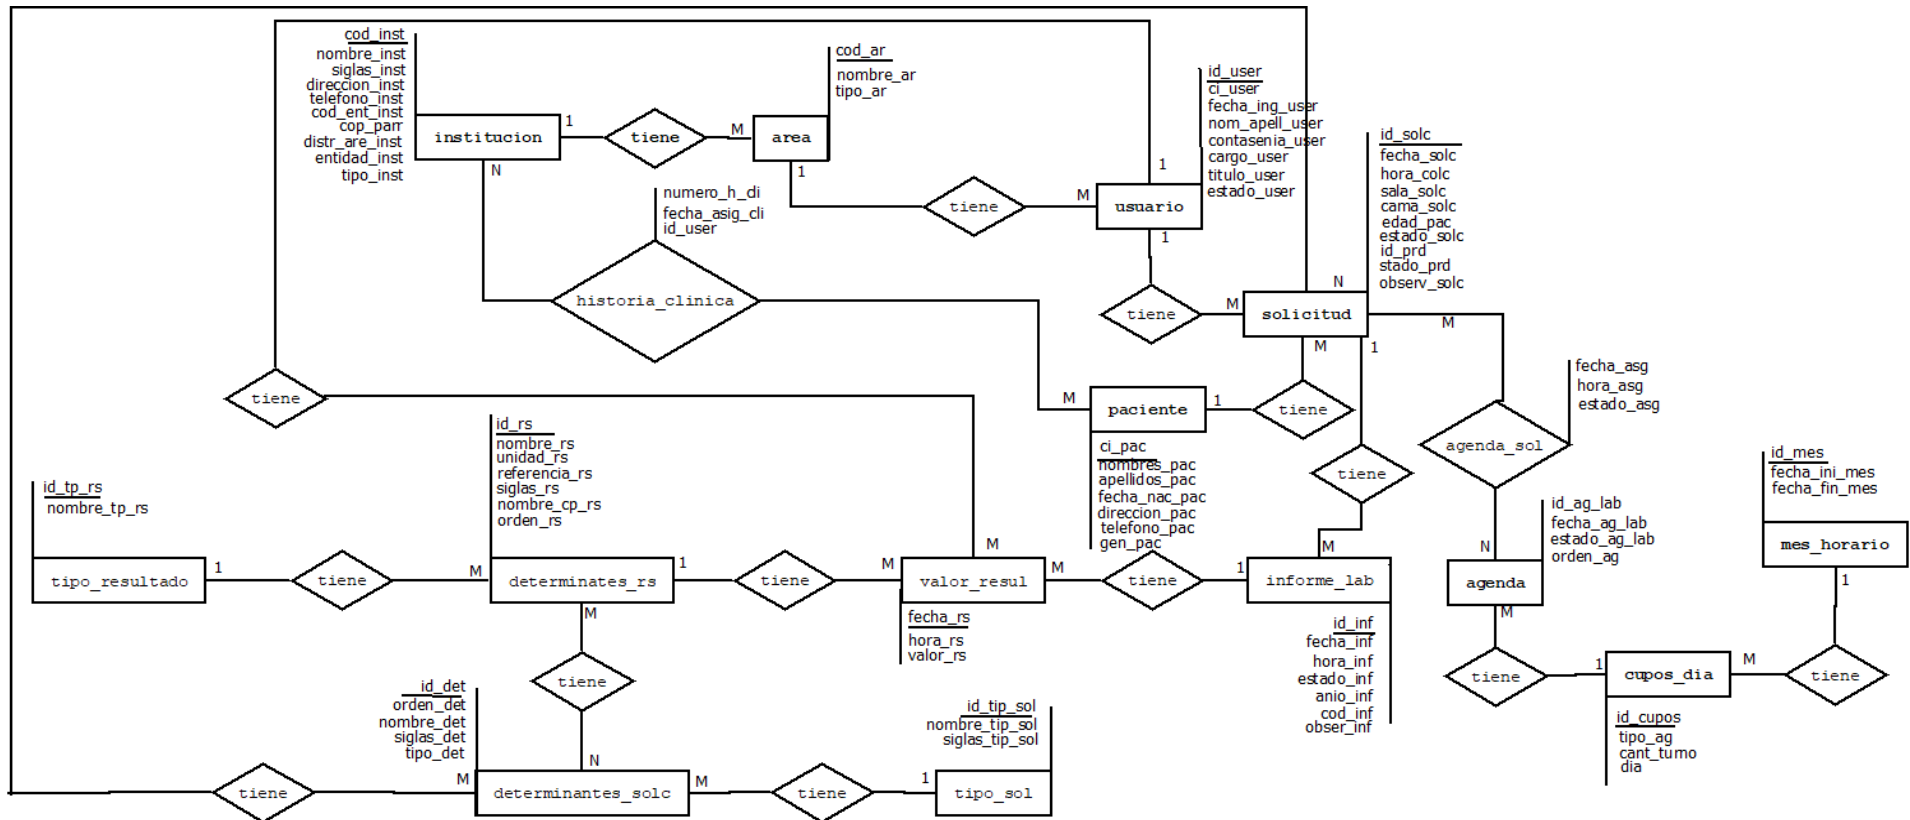 cod_inst
nombre_inst
siglas_inst
direccion_inst
telefono_inst
cod_ent_inst
cop_parr
distr_are_inst
entidad_inst
tipo_inst
institucion
1
N
tiene
M
area
cod_ar
nombre_ar
tipo_ar
1
tiene
M
usuario
1
1
id_user
ci_user
fecha_ing_user
nom_apell_user
contasenia_user
cargo_user
titulo_user
estado_user
numero_h_di
fecha_asig_cli
id_user
historia_clinica
tiene
M
solicitud
N
M
1
M
id_solc
fecha_solc
hora_colc
sala_solc
cama_solc
edad_pac
estado_solc
id_prd
stado_prd
observ_solc
M
paciente
1
tiene
ci_pac
nombres_pac
apellidos_pac
fecha_nac_pac
direccion_pac
telefono_pac
gen_pac
tiene
fecha_asg
hora_asg
estado_asg
agenda_sol
tiene
id_rs
nombre_rs
unidad_rs
referencia_rs
siglas_rs
nombre_cp_rs
orden_rs
id_tp_rs
nombre_tp_rs
id_mes
fecha_ini_mes
fecha_fin_mes
mes_horario
1
id_ag_lab
fecha_ag_lab
estado_ag_lab
orden_ag
N
agenda
M
tipo_resultado
1
tiene
M
determinates_rs
1
M
tiene
M
valor_resul
M
M
tiene
1
informe_lab
M
fecha_rs
hora_rs
valor_rs
id_inf
fecha_inf
hora_inf
estado_inf
anio_inf
cod_inf
obser_inf
tiene
1
cupos_dia
M
tiene
id_cupos
tipo_ag
cant_turno
dia
tiene
N
id_det
orden_det
nombre_det
siglas_det
tipo_det
id_tip_sol
nombre_tip_sol
siglas_tip_sol
tiene
M
determinantes_solc
M
tiene
1
tipo_sol